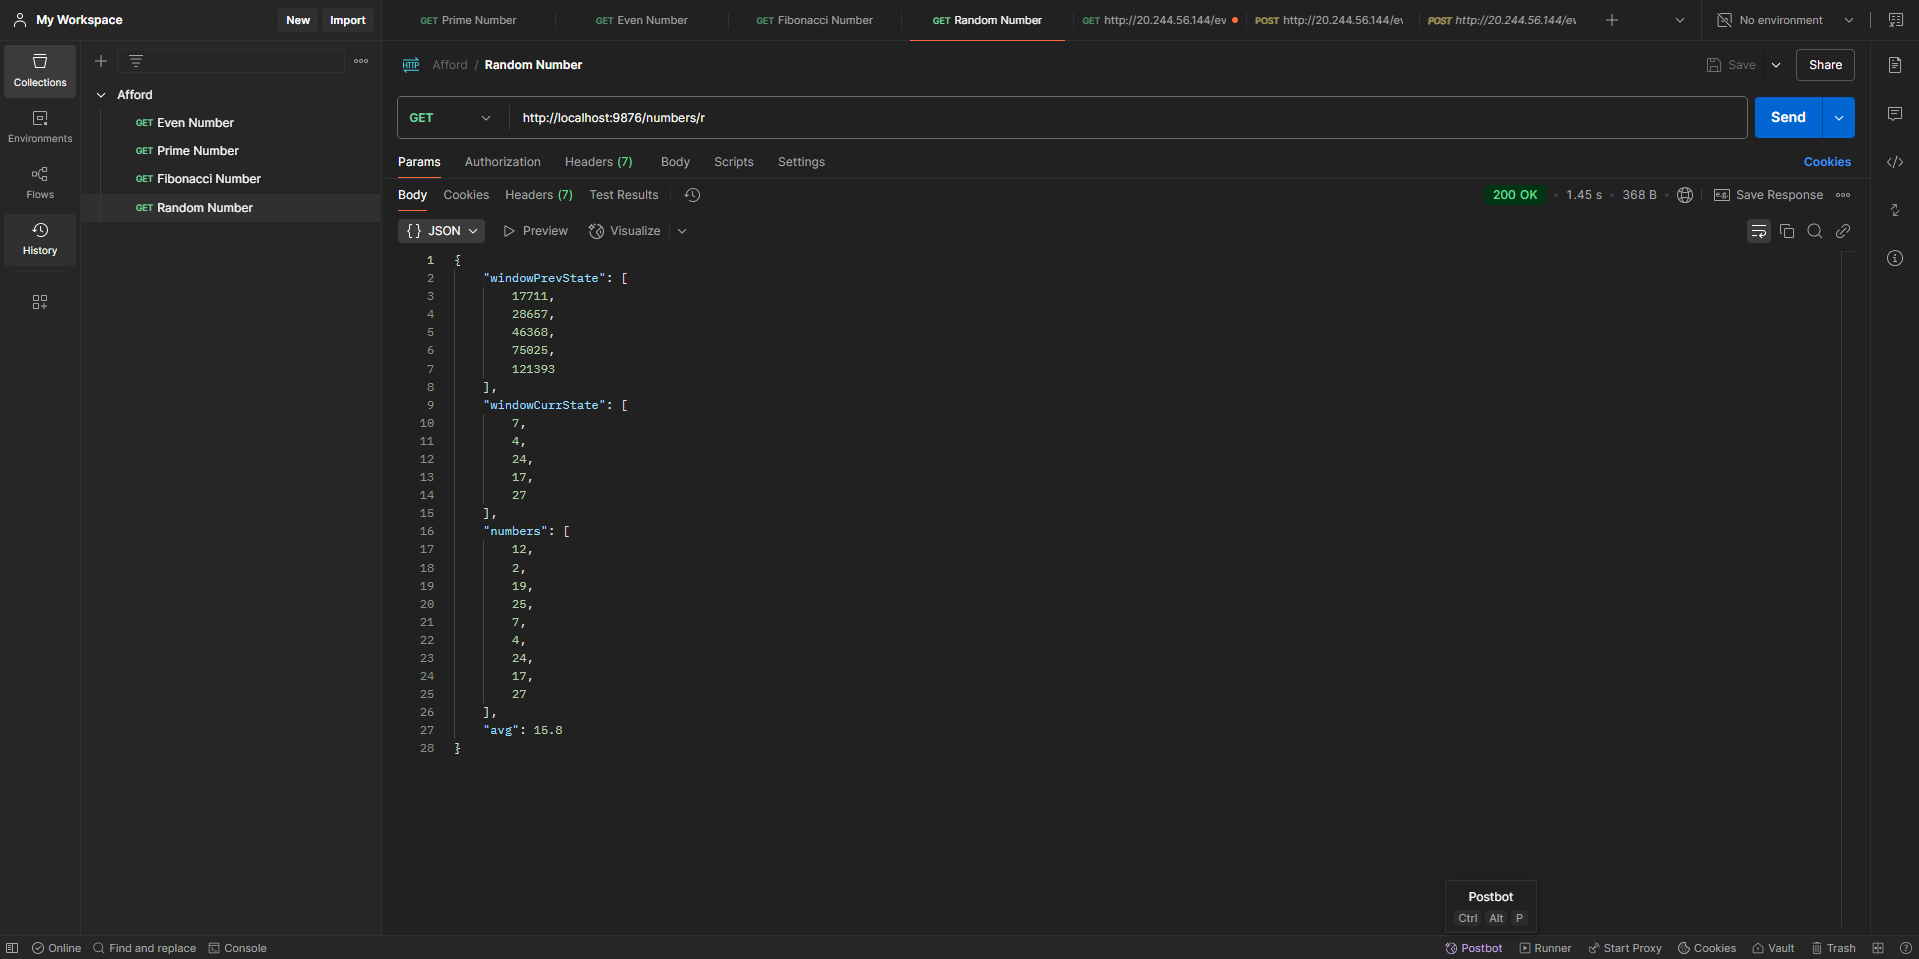 My Workspace
New
Import
GET Prime Number
GET Even Number
GET Fibonacci Number
GET Random Number
GET http://20.244.56.144/ev
POST http://20.244.56.144/ev
POST http://20.244.56.144/ev
No environment
Collections
Environments
Flows
History
Afford
GET Even Number
GET Prime Number
GET Fibonacci Number
GET Random Number
HTTP Afford / Random Number
Save
Share
GET
http://localhost:9876/numbers/r
Send
Params
Authorization
Headers (7)
Body
Scripts
Settings
Cookies
Body
Cookies
Headers (7)
Test Results
200 OK
1.45 s
368 B
e.g. Save Response
{} JSON
Preview
Visualize
1 {
2 "windowPrevState": [
3 17711,
4 28657,
5 46368,
6 75025,
7 121393
8 ],
9 "windowCurrState": [
10 7,
11 4,
12 24,
13 17,
14 27
15 ],
16 "numbers": [
17 12,
18 2,
19 19,
20 25,
21 7,
22 4,
23 24,
24 17,
25 27
26 ],
27 "avg": 15.8
28 }
Postbot
Ctrl Alt P
Online
Find and replace
Console
Postbot
Runner
Start Proxy
Cookies
Vault
Trash